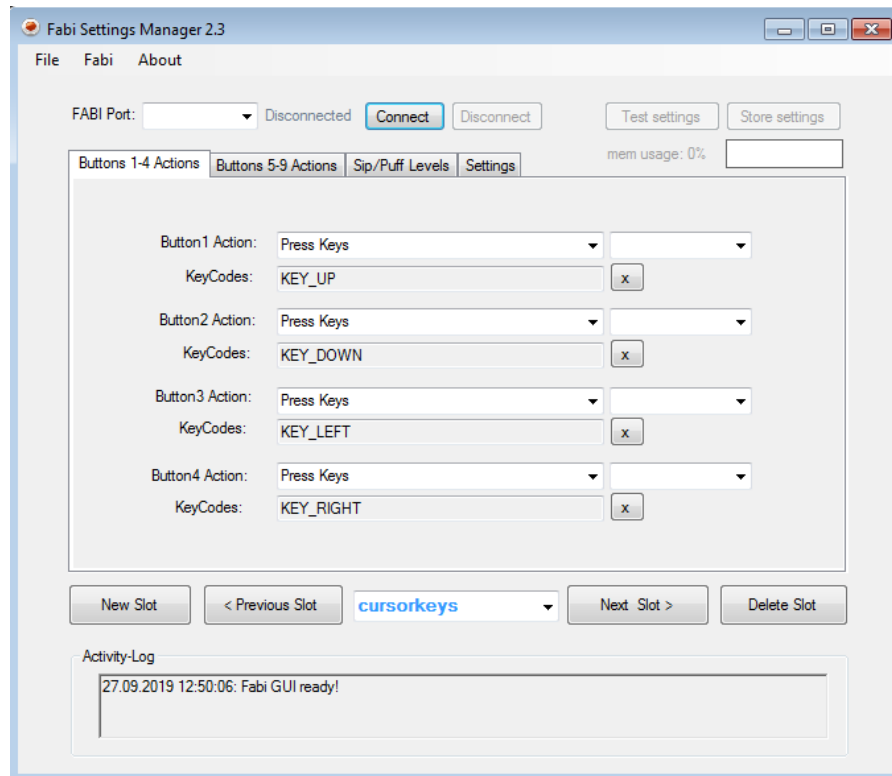 Fabi Settings Manager 2.3
File Fabi About
FABI Port: Disconnected Connect Disconnect Test settings Store settings
mem usage: 0%
Buttons 1-4 Actions Buttons 5-9 Actions Sip/Puff Levels Settings
Button1 Action: Press Keys
KeyCodes: KEY_UP x
Button2 Action: Press Keys
KeyCodes: KEY_DOWN x
Button3 Action: Press Keys
KeyCodes: KEY_LEFT x
Button4 Action: Press Keys
KeyCodes: KEY_RIGHT x
New Slot < Previous Slot cursorkeys Next Slot > Delete Slot
Activity-Log
27.09.2019 12:50:06: Fabi GUI ready!